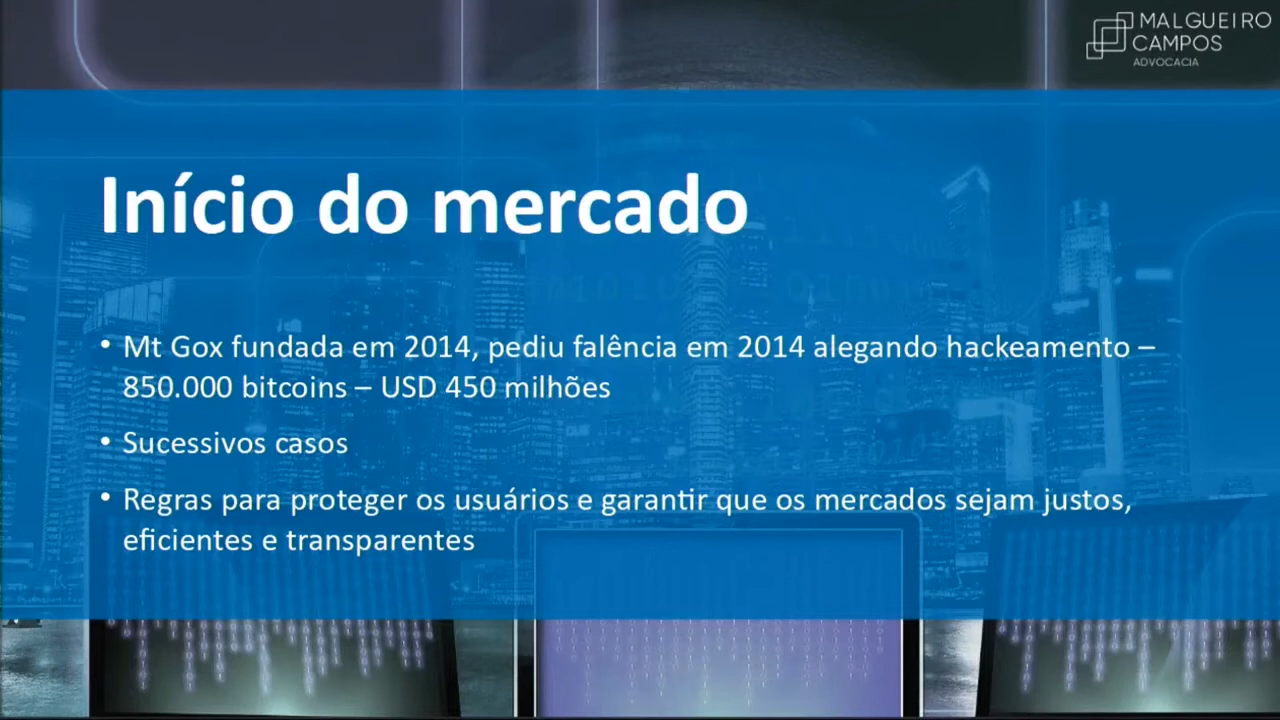 MALGUEIRO
CAMPOS
ADVOCACIA
Início do mercado
• Mt Gox fundada em 2014, pediu falência em 2014 alegando hackeamento –
850.000 bitcoins – USD 450 milhões
• Sucessivos casos
• Regras para proteger os usuários e garantir que os mercados sejam justos,
eficientes e transparentes